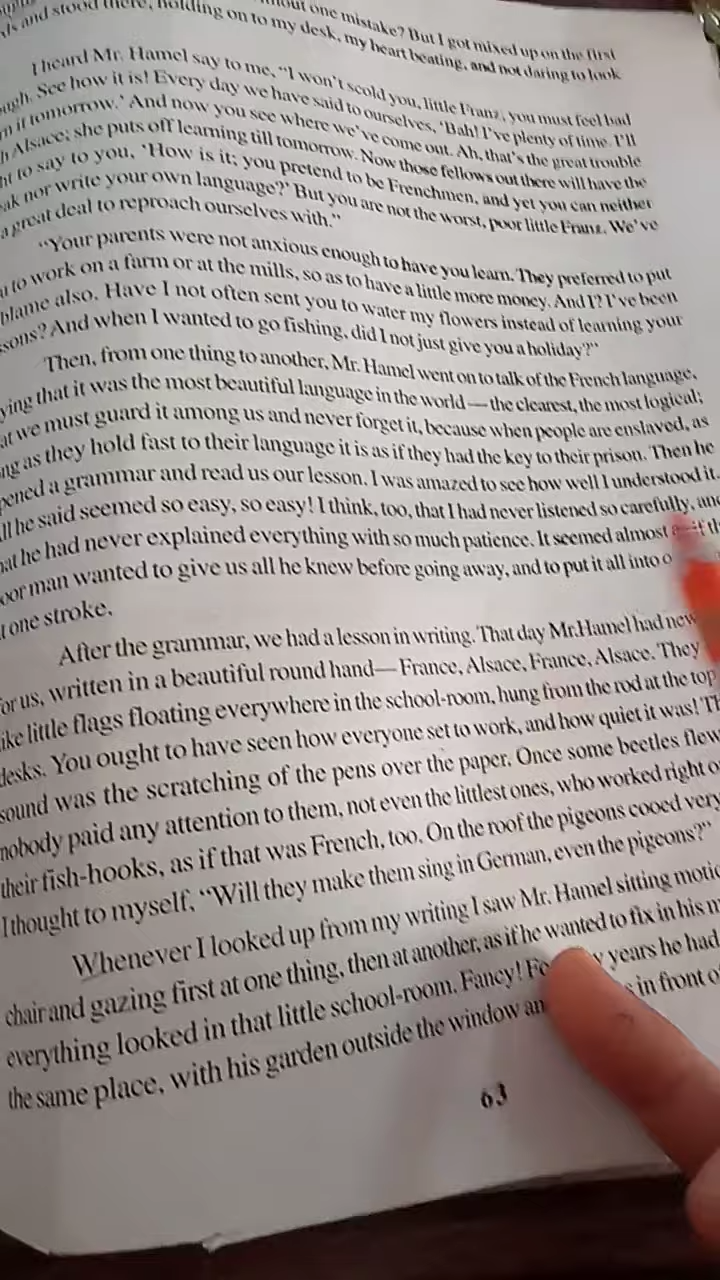 out one mistake? But I got mixed up on the first
and stood there, holding on to my desk, my heart beating, and not daring to look
I heard Mr. Hamel say to me, “I won’t scold you, little Franz, you must feel bad
ugh. See how it is! Every day we have said to ourselves, ‘Bah! I’ve plenty of time. I’ll
n it tomorrow.’ And now you see where we’ve come out. Ah, that’s the great trouble
h Alsace; she puts off learning till tomorrow. Now those fellows out there will have the
ht to say to you, ‘How is it; you pretend to be Frenchmen, and yet you can neither
ak nor write your own language?’ But you are not the worst, poor little Franz. We’ve
a great deal to reproach ourselves with.”
“Your parents were not anxious enough to have you learn. They preferred to put
u to work on a farm or at the mills, so as to have a little more money. And I? I’ve been
blame also. Have I not often sent you to water my flowers instead of learning your
sons? And when I wanted to go fishing, did I not just give you a holiday?”
Then, from one thing to another, Mr. Hamel went on to talk of the French language,
ying that it was the most beautiful language in the world — the clearest, the most logical;
at we must guard it among us and never forget it, because when people are enslaved, as
ng as they hold fast to their language it is as if they had the key to their prison. Then he
pened a grammar and read us our lesson. I was amazed to see how well I understood it.
ll he said seemed so easy, so easy! I think, too, that I had never listened so carefully, and
hat he had never explained everything with so much patience. It seemed almost as if th
oor man wanted to give us all he knew before going away, and to put it all into o
t one stroke.
After the grammar, we had a lesson in writing. That day Mr.Hamel had new
for us, written in a beautiful round hand— France, Alsace, France, Alsace. They
ike little flags floating everywhere in the school-room, hung from the rod at the top
desks. You ought to have seen how everyone set to work, and how quiet it was! Th
sound was the scratching of the pens over the paper. Once some beetles flew
nobody paid any attention to them, not even the littlest ones, who worked right o
their fish-hooks, as if that was French, too. On the roof the pigeons cooed very
I thought to myself, “Will they make them sing in German, even the pigeons?”
Whenever I looked up from my writing I saw Mr. Hamel sitting motio
chair and gazing first at one thing, then at another, as if he wanted to fix in his m
everything looked in that little school-room. Fancy! Fo y years he had
the same place, with his garden outside the window an s in front o
63